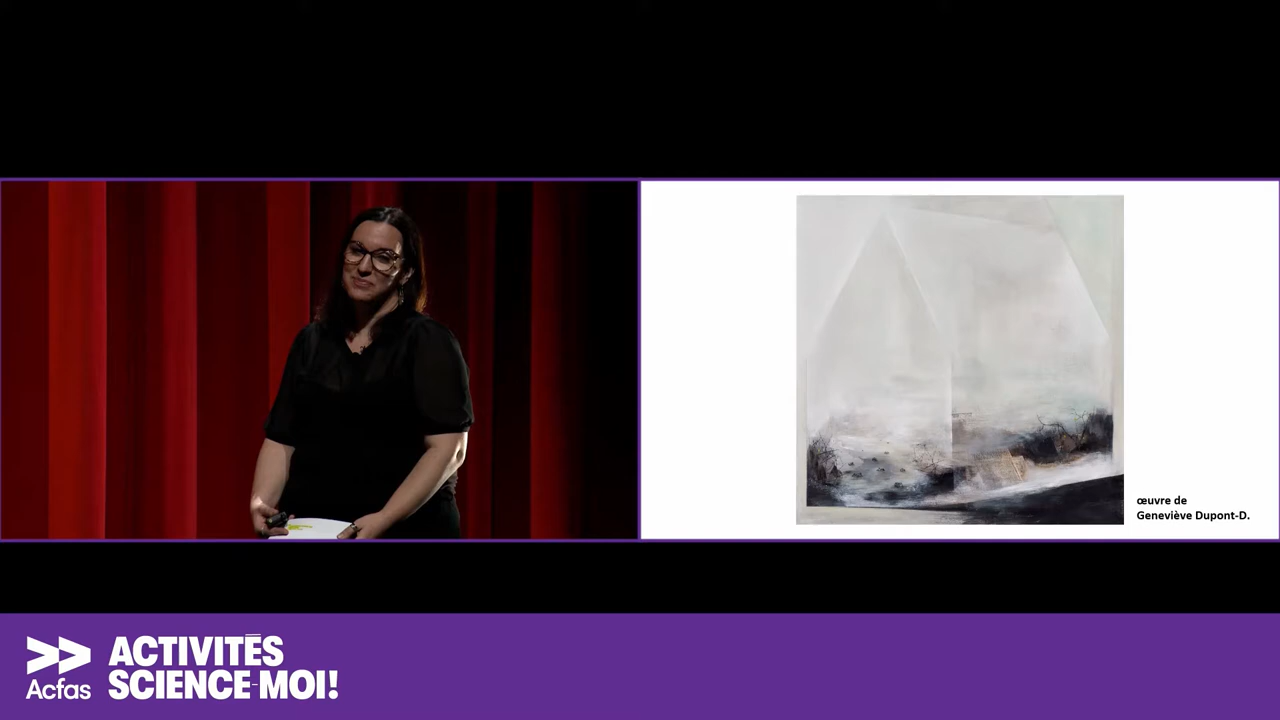 œuvre de
Geneviève Dupont-D.
Acfas
ACTIVITÉS
SCIENCE-MOI!